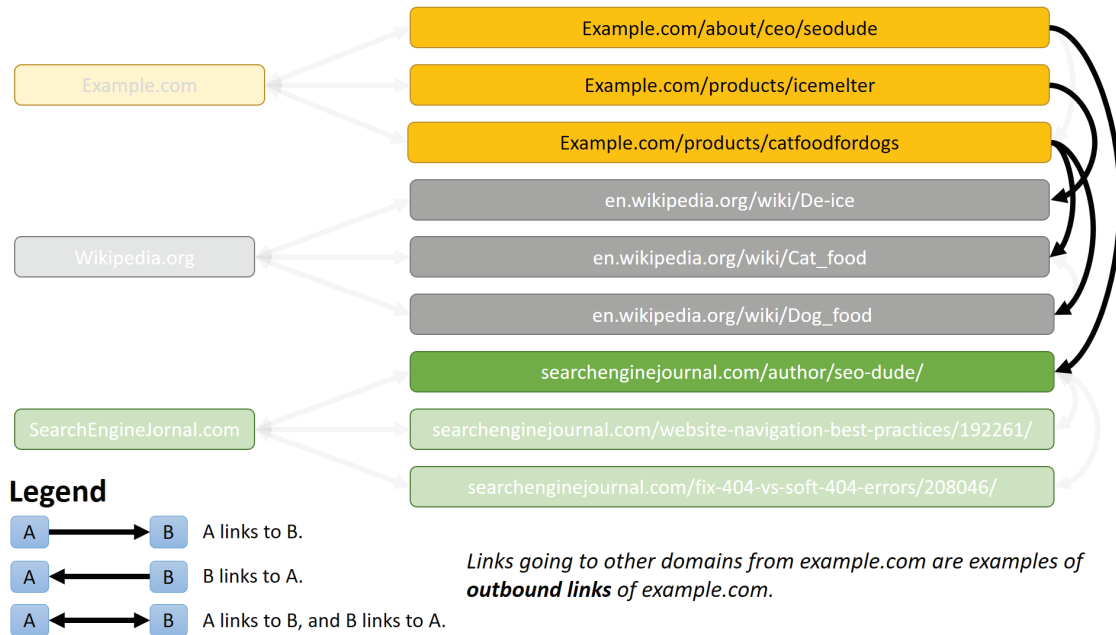 Example.com/about/ceo/seodude
Example.com
Example.com/products/icemelter
Example.com/products/catfoodfordogs
en.wikipedia.org/wiki/De-ice
Wikipedia.org
en.wikipedia.org/wiki/Cat_food
en.wikipedia.org/wiki/Dog_food
searchenginejournal.com/author/seo-dude/
SearchEngineJornal.com
searchenginejournal.com/website-navigation-best-practices/192261/
searchenginejournal.com/fix-404-vs-soft-404-errors/208046/
Legend
A B A links to B.
A B B links to A.
A B A links to B, and B links to A.
Links going to other domains from example.com are examples of
outbound links of example.com.